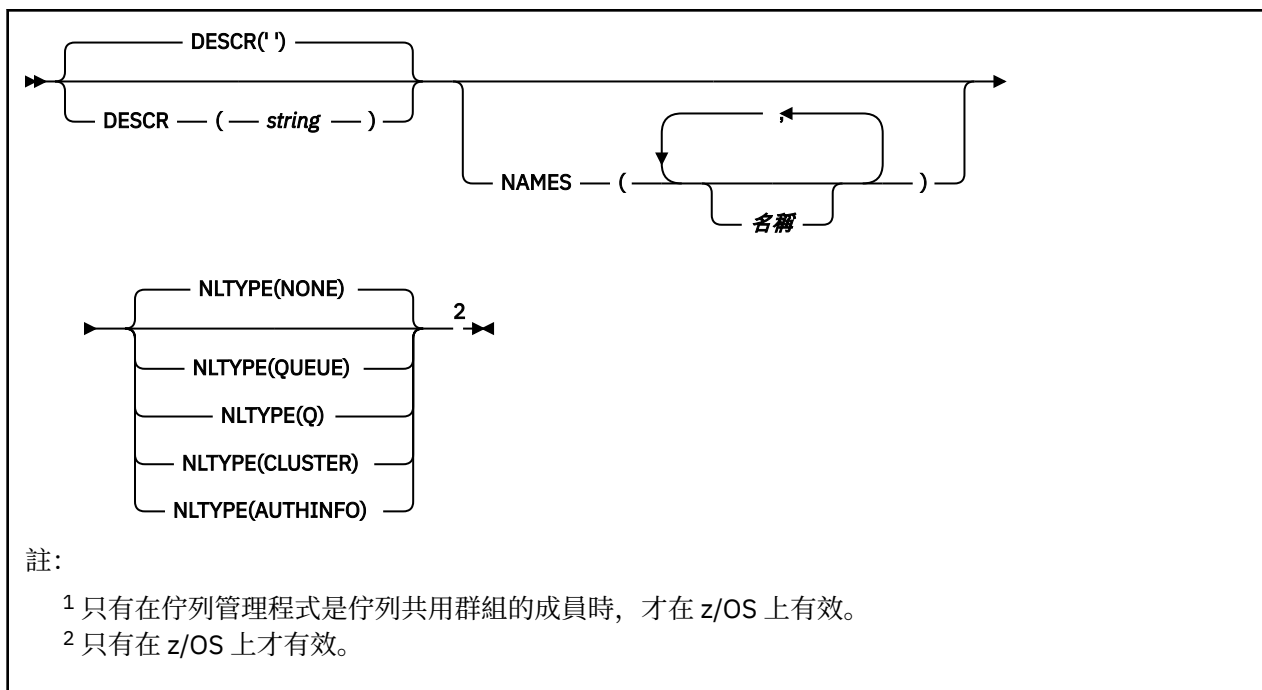 DESCR(' ')
DESCR ( string )
,
NAMES ( )
名稱
NLTYPE(NONE)
2
NLTYPE(QUEUE)
NLTYPE(Q)
NLTYPE(CLUSTER)
NLTYPE(AUTHINFO)
註：
1 只有在佇列管理程式是佇列共用群組的成員時，才在 z/OS 上有效。
2 只有在 z/OS 上才有效。